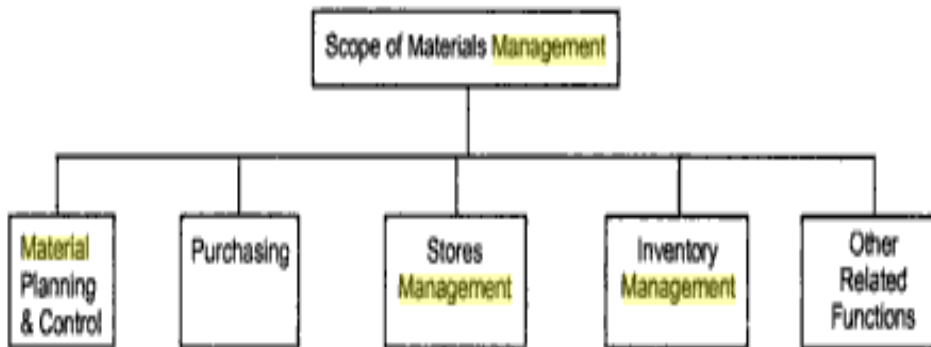 Scope of Materials Management
Material
Planning
& Control
Purchasing
Stores
Management
Inventory
Management
Other
Related
Functions